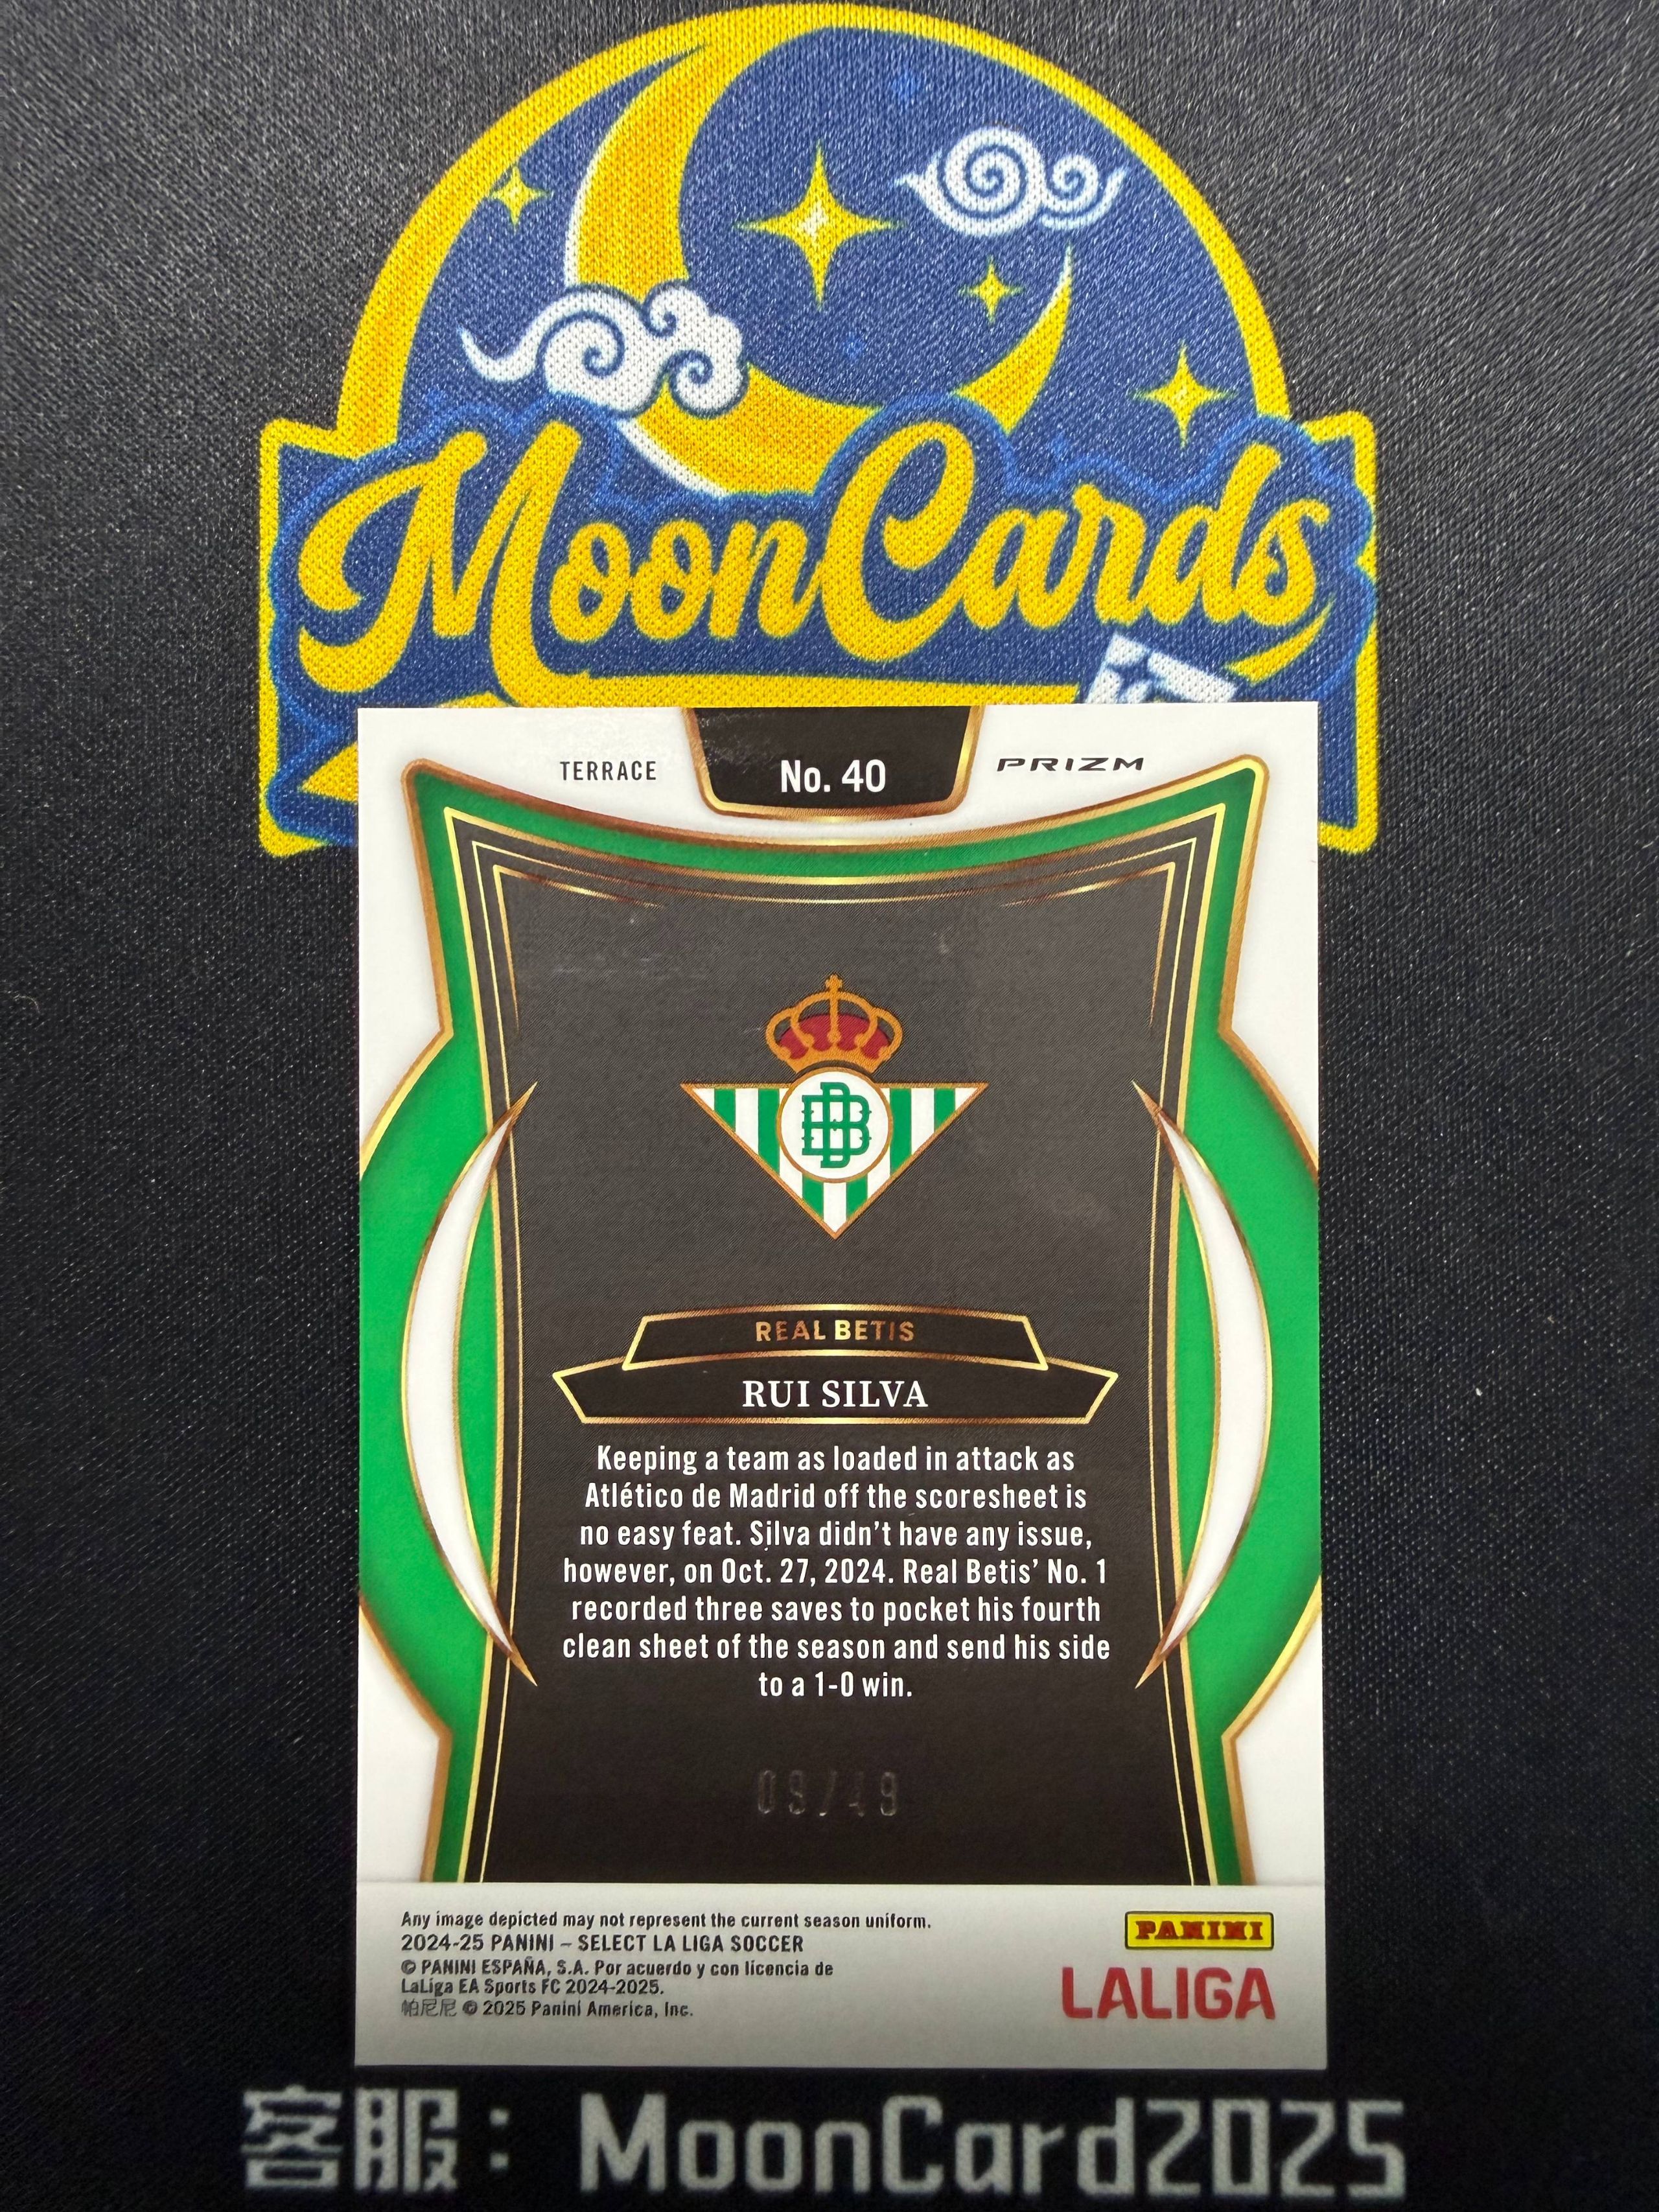 MoonCards
TERRACE
No. 40
PRIZM
REAL BETIS
RUI SILVA
Keeping a team as loaded in attack as
Atlético de Madrid off the scoresheet is
no easy feat. Silva didn't have any issue,
however, on Oct. 27, 2024. Real Betis' No. 1
recorded three saves to pocket his fourth
clean sheet of the season and send his side
to a 1-0 win.
09/49
Any image depicted may not represent the current season uniform.
2024-25 PANINI – SELECT LA LIGA SOCCER
© PANINI ESPAÑA, S.A. Por acuerdo y con licencia de
LaLiga EA Sports FC 2024-2025.
帕尼尼 © 2025 Panini America, Inc.
PANINI
LALIGA
客服：MoonCard2025